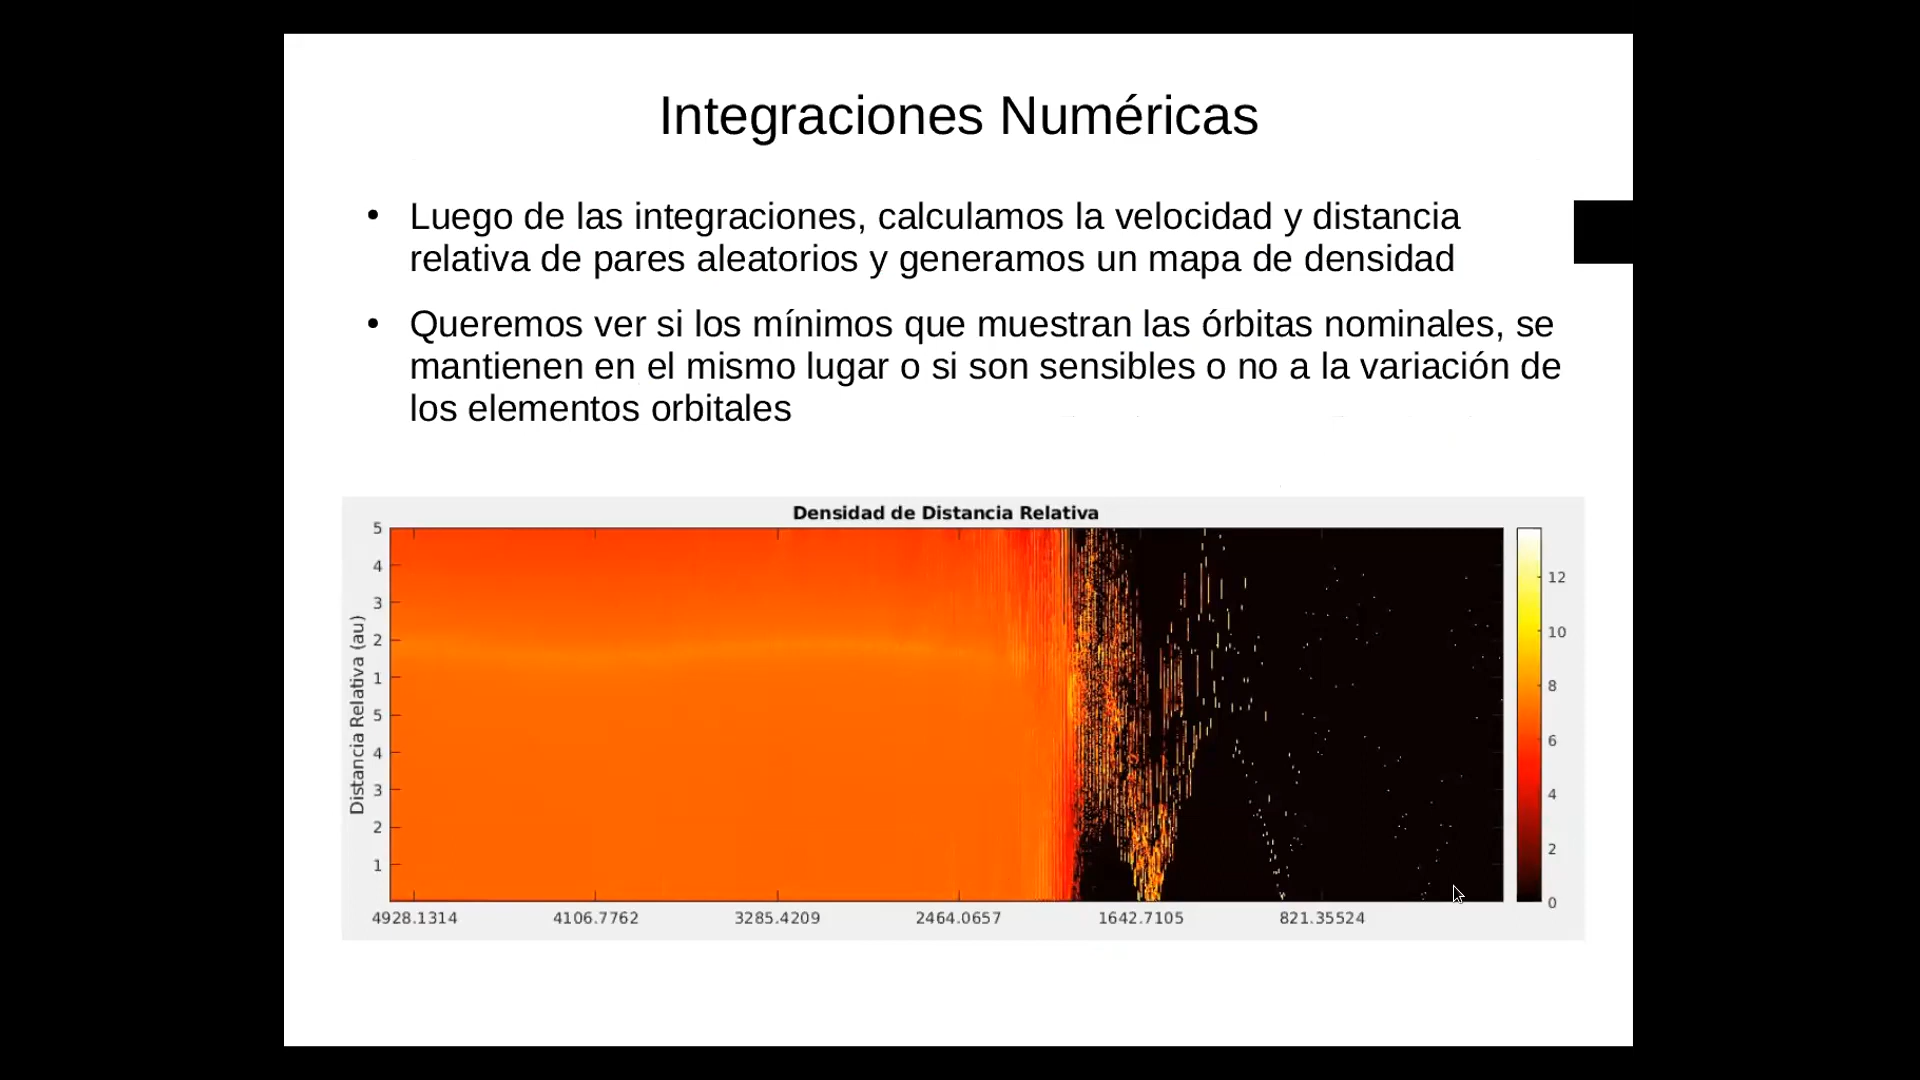 Integraciones Numéricas
• Luego de las integraciones, calculamos la velocidad y distancia
relativa de pares aleatorios y generamos un mapa de densidad
• Queremos ver si los mínimos que muestran las órbitas nominales, se
mantienen en el mismo lugar o si son sensibles o no a la variación de
los elementos orbitales
Densidad de Distancia Relativa
Distancia Relativa (au)
5
4
3
2
1
5
4
3
2
1
4928.1314 4106.7762 3285.4209 2464.0657 1642.7105 821.35524
12
10
8
6
4
2
0